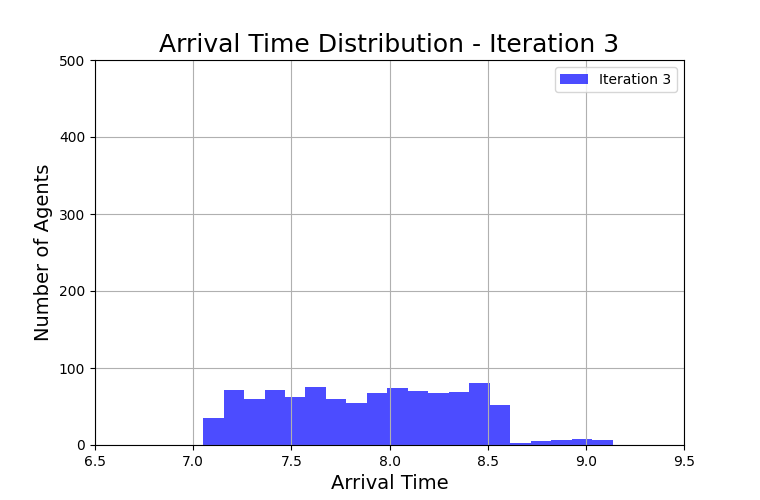 Arrival Time Distribution - Iteration 3
Iteration 3
Number of Agents
500
400
300
200
100
0
6.5 7.0 7.5 8.0 8.5 9.0 9.5
Arrival Time